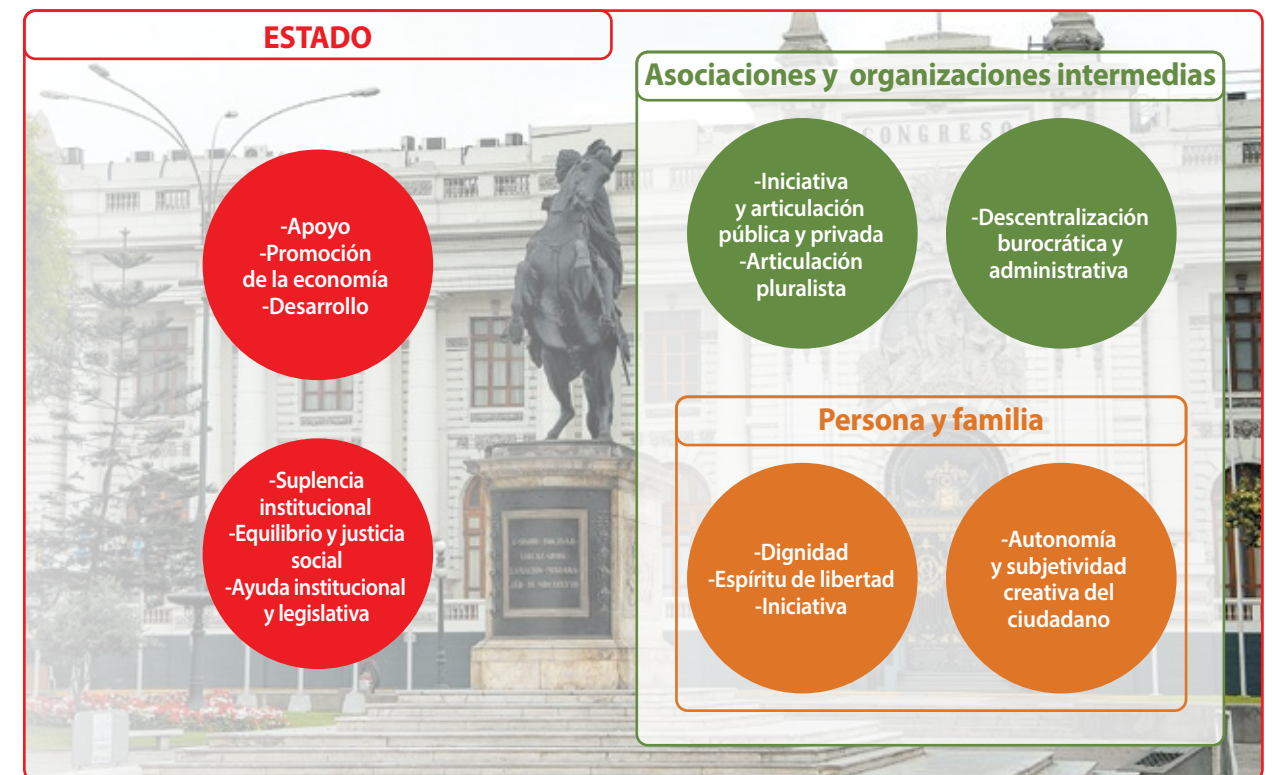 ESTADO
Asociaciones y organizaciones intermedias
CONGRESO
-Apoyo
-Promoción
de la economía
-Desarrollo
-Iniciativa
y articulación
pública y privada
-Articulación
pluralista
-Descentralización
burocrática y
administrativa
-Suplencia
institucional
-Equilibrio y justicia
social
-Ayuda institucional
y legislativa
Persona y familia
-Dignidad
-Espíritu de libertad
-Iniciativa
-Autonomía
y subjetividad
creativa del
ciudadano